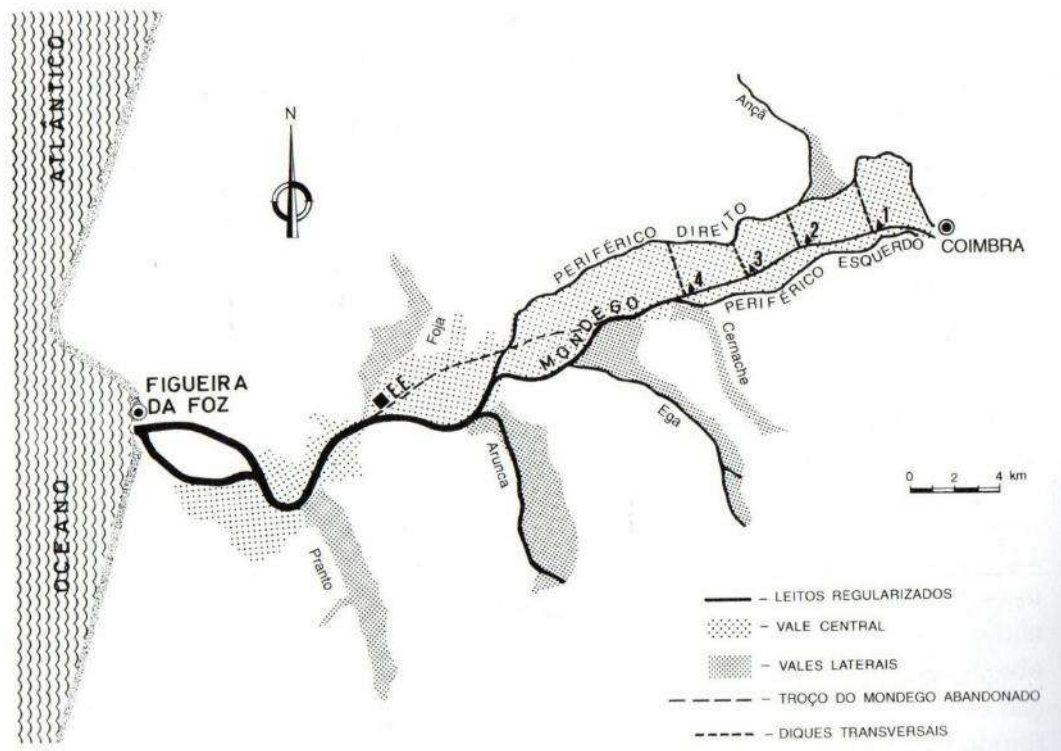 OCEANO ATLÂNTICO
N
FIGUEIRA
DA FOZ
E.E.
Foja
Pranto
Arunca
Ega
Cernache
Ançã
MONDEGO
PERIFÉRICO DIREITO
PERIFÉRICO ESQUERDO
1
2
3
4
COIMBRA
0 2 4 km
– LEITOS REGULARIZADOS
– VALE CENTRAL
– VALES LATERAIS
– TROÇO DO MONDEGO ABANDONADO
– DIQUES TRANSVERSAIS